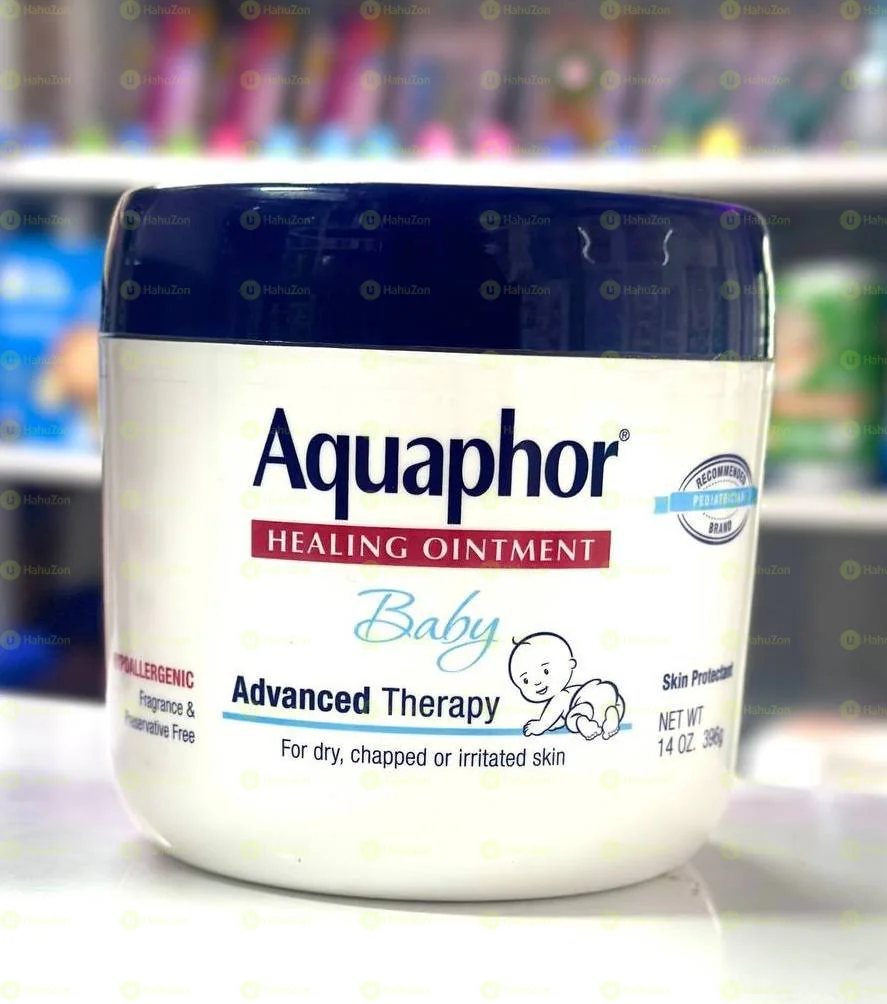 Aquaphor®
HEALING OINTMENT
Baby
Advanced Therapy
For dry, chapped or irritated skin
HYPOALLERGENIC
Fragrance &
Preservative Free
RECOMMENDED
PEDIATRICIAN
BRAND
Skin Protectant
NET WT
14 OZ. 396g
HahuZon